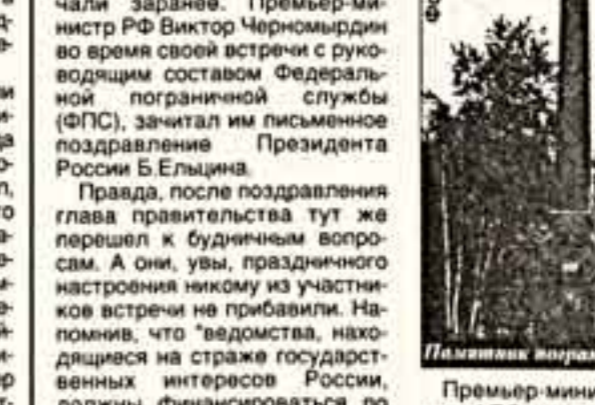 чали заранее. Премьер-ми-
нистр РФ Виктор Черномырдин
во время своей встречи с руко-
водящим составом Федераль-
ной пограничной службы
(ФПС), зачитал им письменное
поздравление Президента
России Б.Ельцина.
Правда, после поздравления
глава правительства тут же
перешел к будничным вопро-
сам. А они, увы, праздничного
настроения никому из участни-
ков встречи не прибавили. На-
помнив, что "ведомства, нахо-
дящиеся на страже государст-
венных интересов России,
должны финансироваться по
Памятник
Премьер-мини